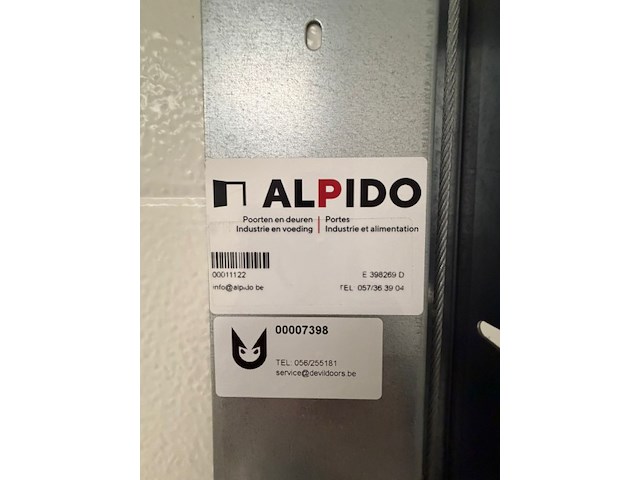 ALPIDO
Poorten en deuren | Portes
Industrie en voeding | Industrie et alimentation
00011122 E 398269 D
info@alpido.be TEL: 057/36 39 04
00007398
TEL: 056/255181
service@devildoors.be